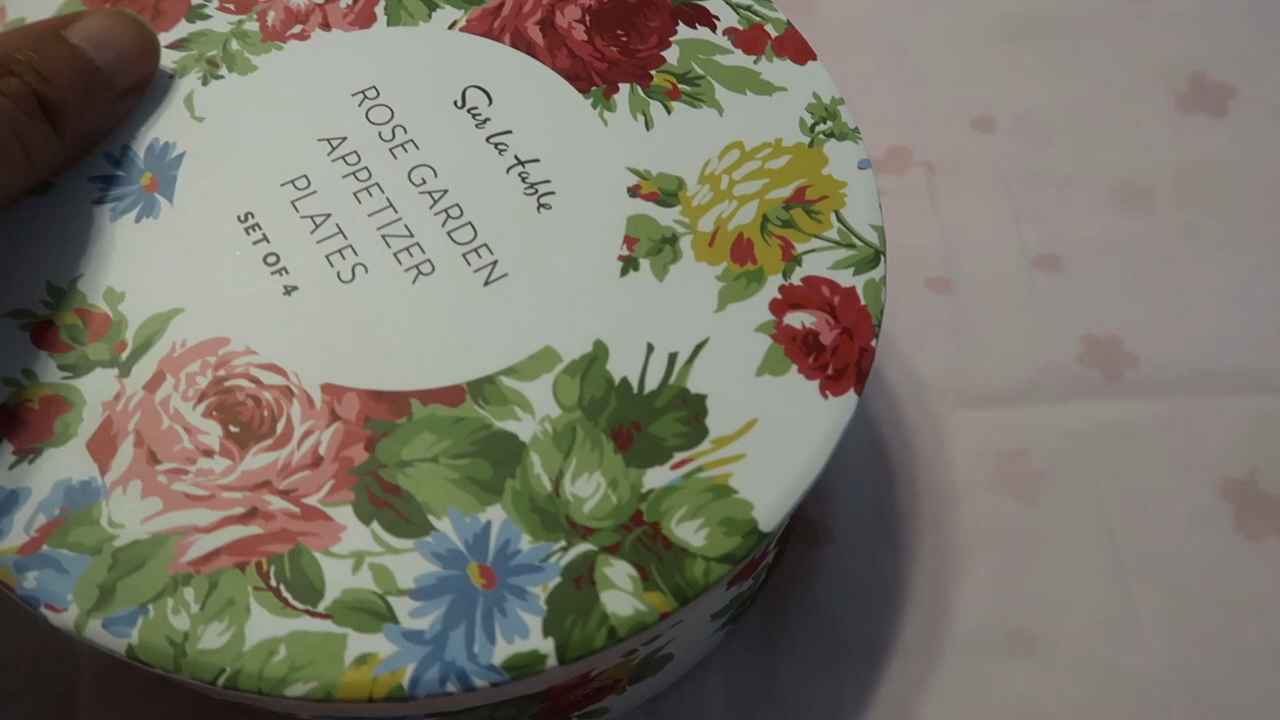 Sur la table
ROSE GARDEN
APPETIZER
PLATES
SET OF 4